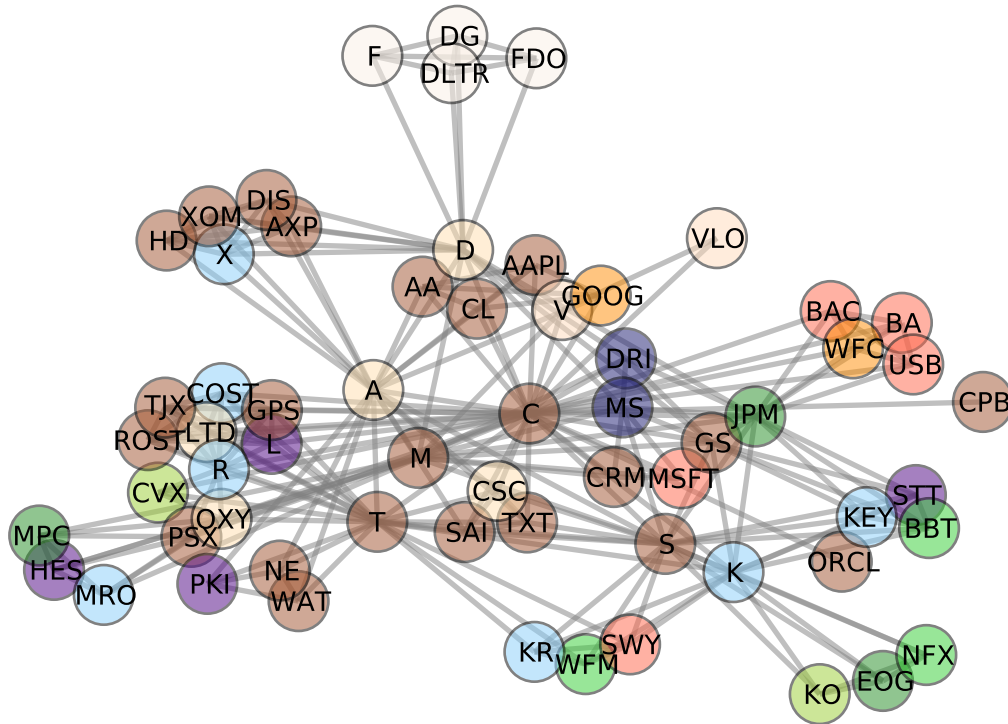 DG
F
FDO
DLTR
DIS
XOM
AXP
HD
X
VLO
D
AAPL
AA
GOOG
CL
V
BAC
BA
WFC
DRI
USB
A
COST
CPB
TJX
GPS
MS
C
JPM
LTD
ROST
L
GS
M
R
CRM
MSFT
CVX
CSC
STT
OXY
KEY
T
TXT
BBT
SAI
PSX
MPC
S
ORCL
HES
NE
K
PKI
MRO
WAT
SWY
KR
WFM
NFX
EOG
KO